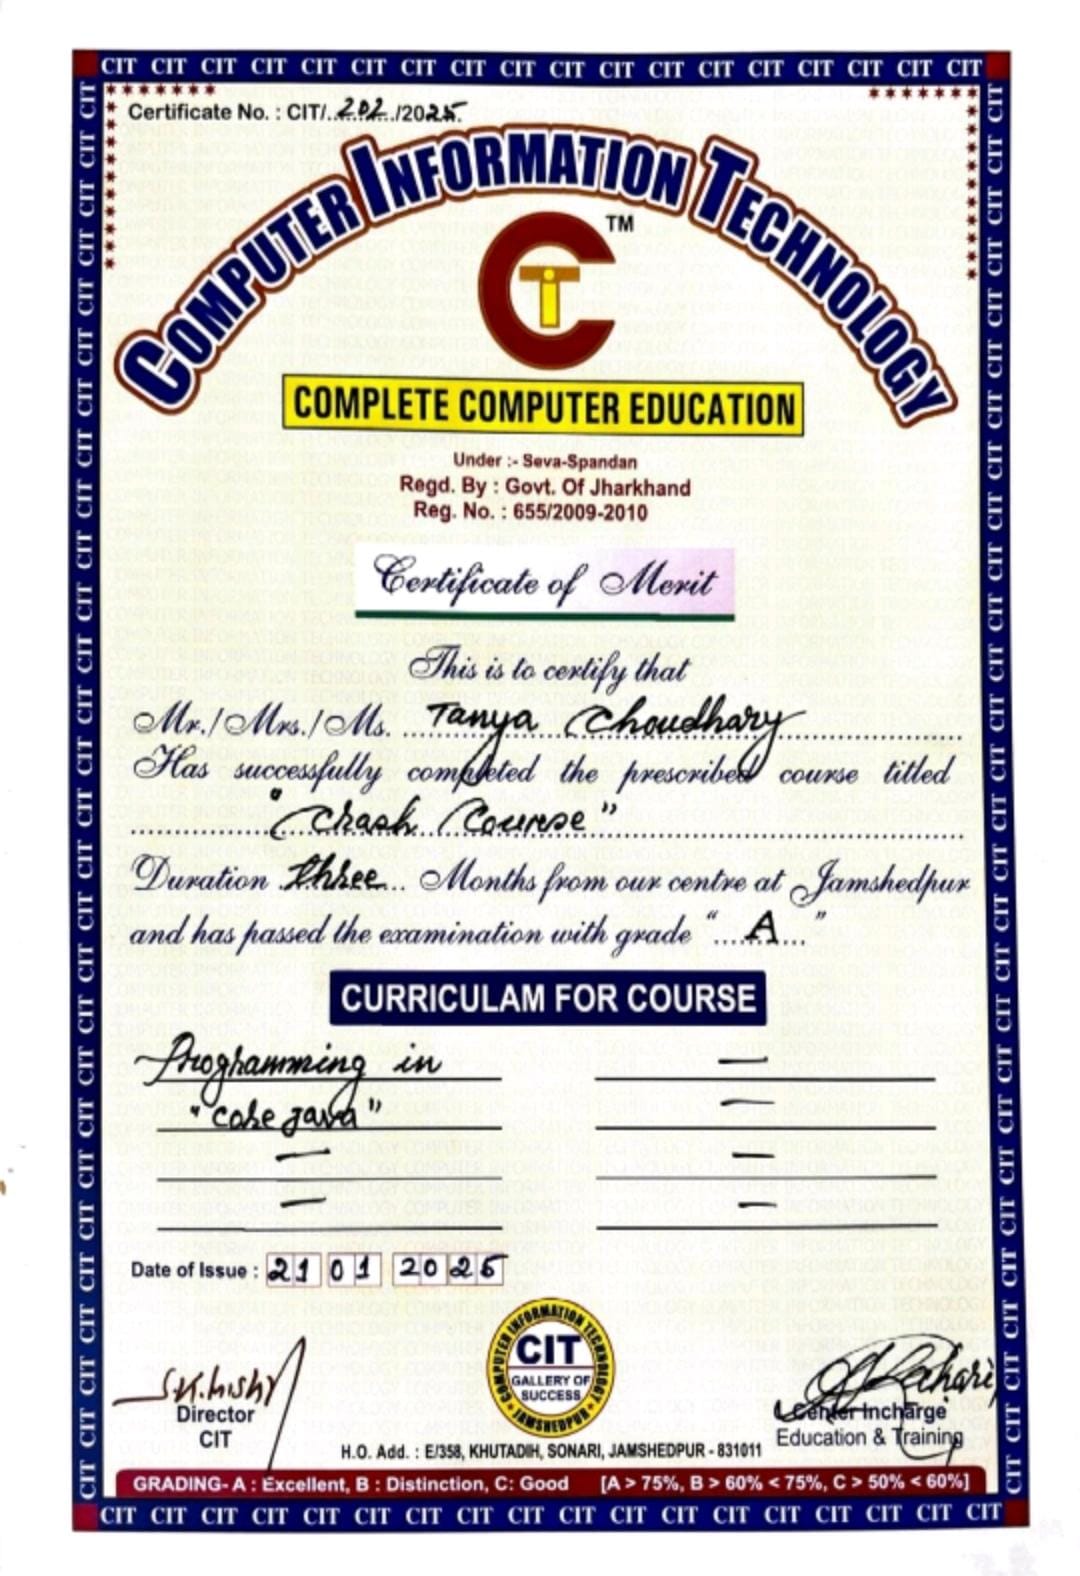 CIT CIT CIT CIT CIT CIT CIT CIT CIT CIT CIT CIT CIT CIT CIT CIT CIT CIT
Certificate No. : CIT/..202../2025.
COMPUTER INFORMATION TECHNOLOGY
TM
CiT
COMPLETE COMPUTER EDUCATION
Under :- Seva-Spandan
Regd. By : Govt. Of Jharkhand
Reg. No. : 655/2009-2010
Certificate of Merit
This is to certify that
Mr./Mrs./Ms. Tanya Choudhary
Has successfully completed the prescribed course titled
"Crash Course"
Duration three... Months from our centre at Jamshedpur
and has passed the examination with grade "....A...."
CURRICULAM FOR COURSE
Programming in —
"Core Java" —
— —
— —
Date of Issue : 21 01 2025
COMPUTER INFORMATION TECHNOLOGY
CIT
GALLERY OF
SUCCESS
JAMSHEDPUR
Director
CIT
Center Incharge
Education & Training
H.O. Add. : E/358, KHUTADIH, SONARI, JAMSHEDPUR - 831011
GRADING- A : Excellent, B : Distinction, C: Good [A > 75%, B > 60% < 75%, C > 50% < 60%]
CIT CIT CIT CIT CIT CIT CIT CIT CIT CIT CIT CIT CIT CIT CIT CIT CIT CIT